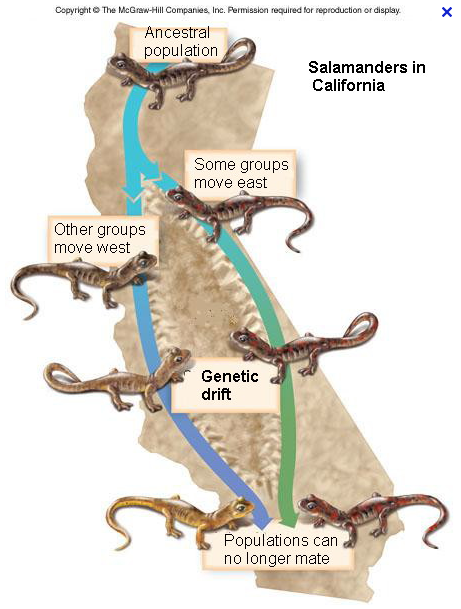 Copyright © The McGraw-Hill Companies, Inc. Permission required for reproduction or display.
Ancestral
population
Salamanders in
California
Some groups
move east
Other groups
move west
Genetic
drift
Populations can
no longer mate